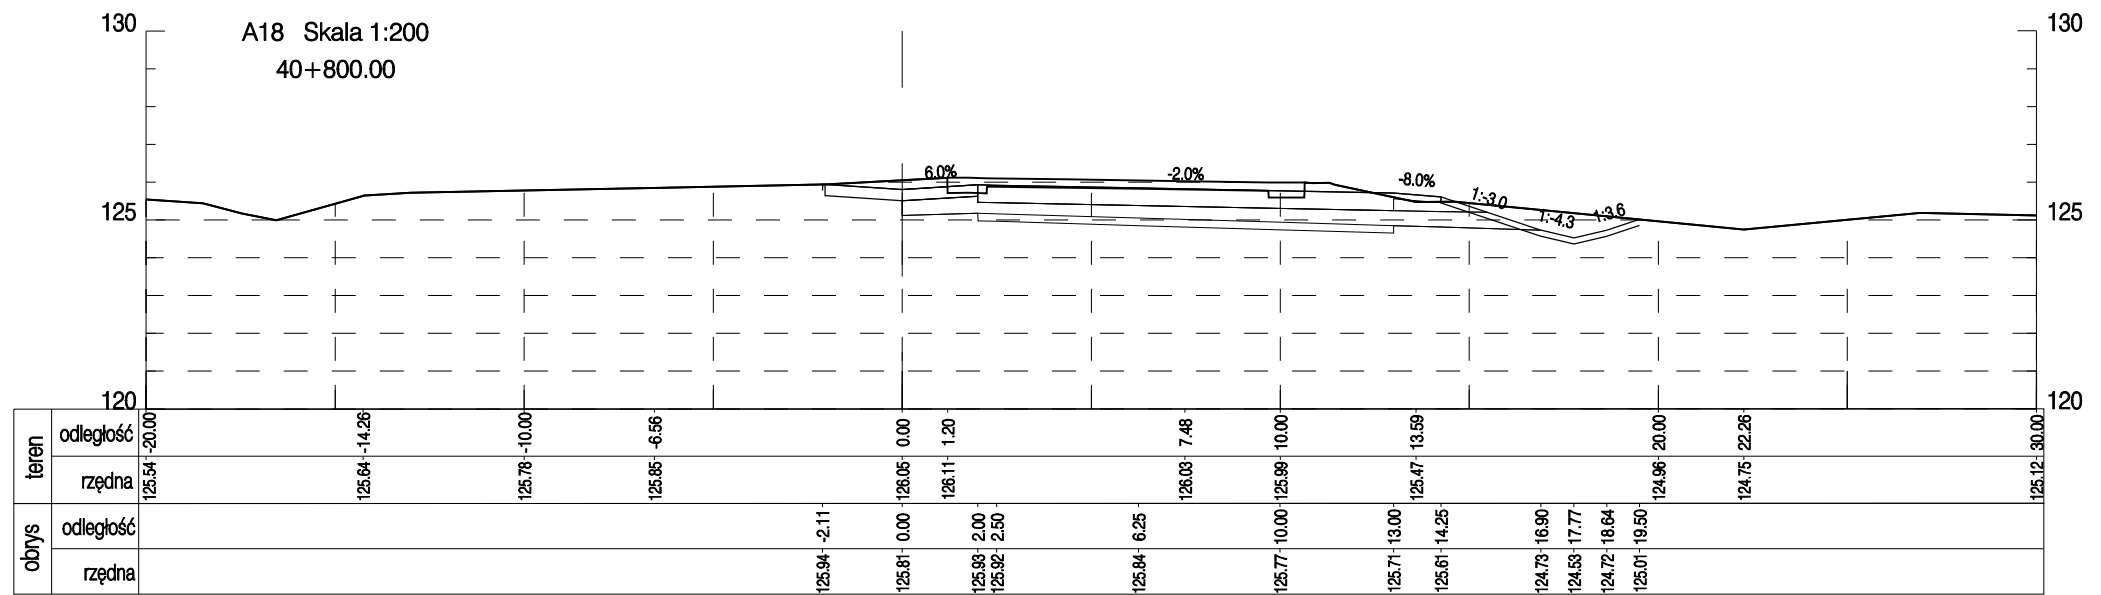 130
A18 Skala 1:200
130
40+800.00
6.0%
-2.0%
-8.0%
1:-3.0
1:-4.3
1:3.6
125
125
120
120
teren
odległość -20.00 -14.26 -10.00 -6.56 0.00 1.20 7.48 10.00 13.59 20.00 22.26 30.00
rzędna 125.54 125.64 125.78 125.85 126.05 126.11 126.03 125.99 125.47 124.96 124.75 125.12
obrys
odległość -2.11 0.00 2.00 2.50 6.25 10.00 13.00 14.25 16.90 17.77 18.64 19.50
rzędna 125.94 125.81 125.93 125.92 125.84 125.77 125.71 125.61 124.73 124.53 124.72 125.01